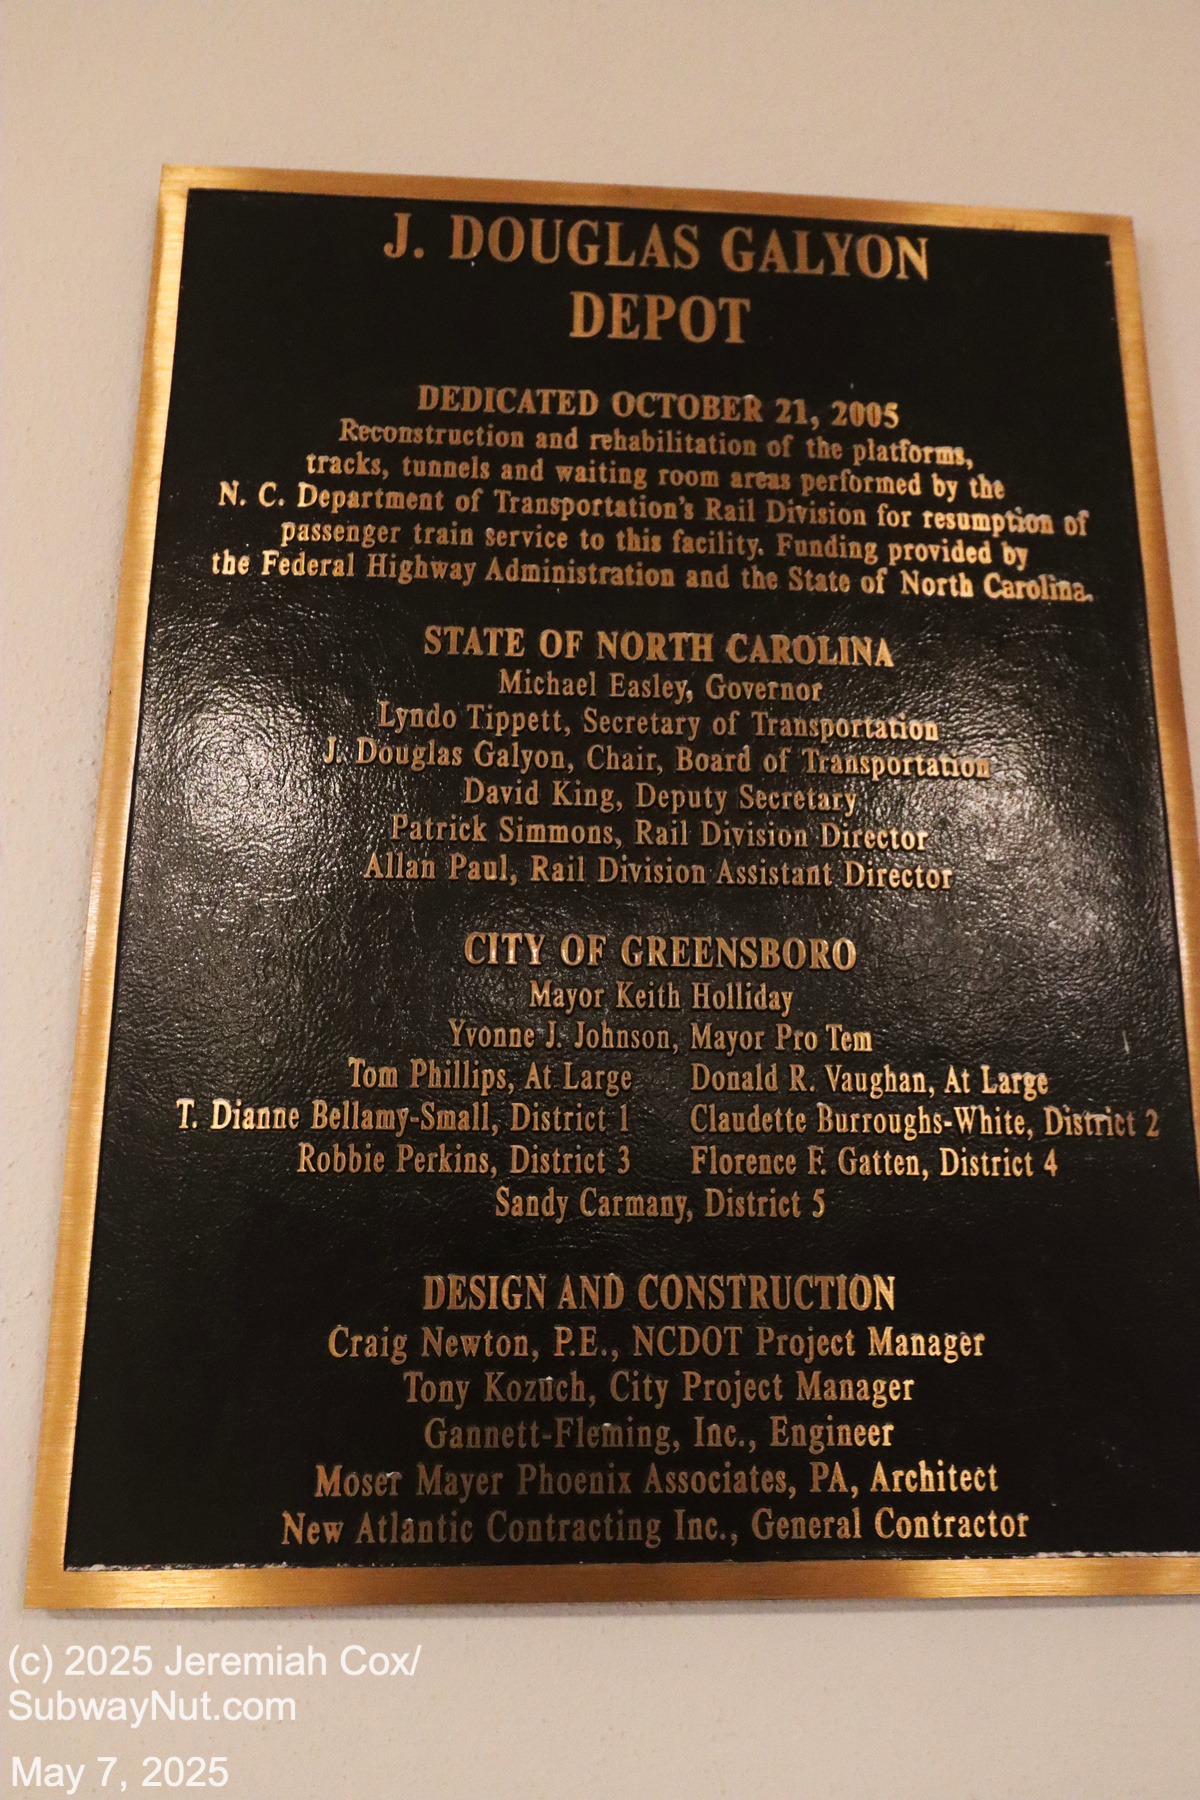 J. DOUGLAS GALYON
DEPOT
DEDICATED OCTOBER 21, 2005
Reconstruction and rehabilitation of the platforms,
tracks, tunnels and waiting room areas performed by the
N. C. Department of Transportation's Rail Division for resumption of
passenger train service to this facility. Funding provided by
the Federal Highway Administration and the State of North Carolina.
STATE OF NORTH CAROLINA
Michael Easley, Governor
Lyndo Tippett, Secretary of Transportation
J. Douglas Galyon, Chair, Board of Transportation
David King, Deputy Secretary
Patrick Simmons, Rail Division Director
Allan Paul, Rail Division Assistant Director
CITY OF GREENSBORO
Mayor Keith Holliday
Yvonne J. Johnson, Mayor Pro Tem
Tom Phillips, At Large Donald R. Vaughan, At Large
T. Dianne Bellamy-Small, District 1 Claudette Burroughs-White, District 2
Robbie Perkins, District 3 Florence F. Gatten, District 4
Sandy Carmany, District 5
DESIGN AND CONSTRUCTION
Craig Newton, P.E., NCDOT Project Manager
Tony Kozuch, City Project Manager
Gannett-Fleming, Inc., Engineer
Moser Mayer Phoenix Associates, PA, Architect
New Atlantic Contracting Inc., General Contractor
(c) 2025 Jeremiah Cox/
SubwayNut.com
May 7, 2025